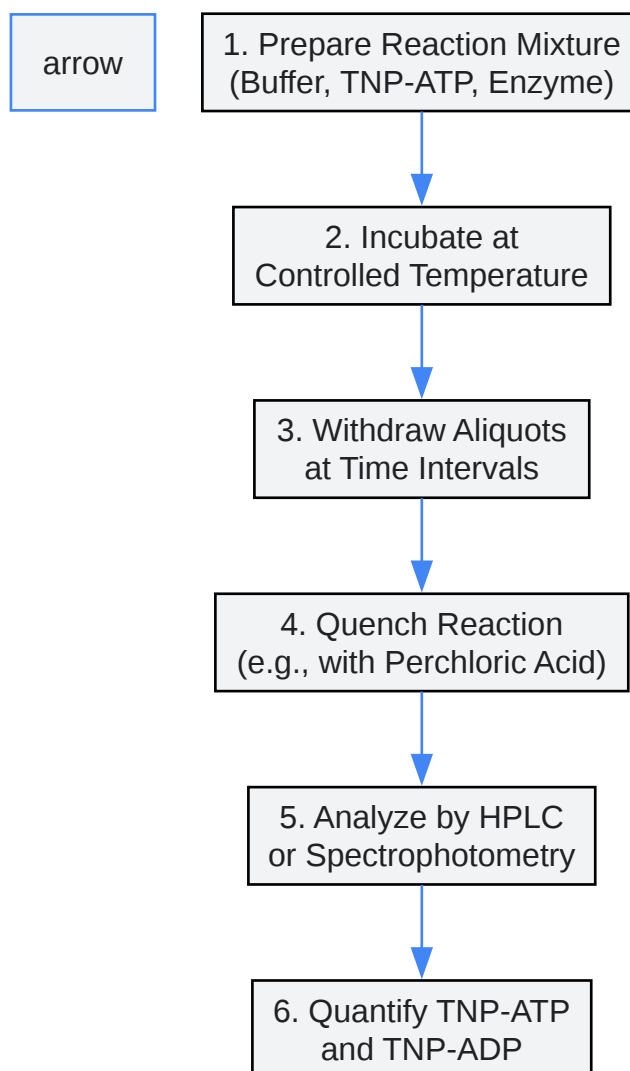 arrow
1. Prepare Reaction Mixture
(Buffer, TNP-ATP, Enzyme)
2. Incubate at
Controlled Temperature
3. Withdraw Aliquots
at Time Intervals
4. Quench Reaction
(e.g., with Perchloric Acid)
5. Analyze by HPLC
or Spectrophotometry
6. Quantify TNP-ATP
and TNP-ADP